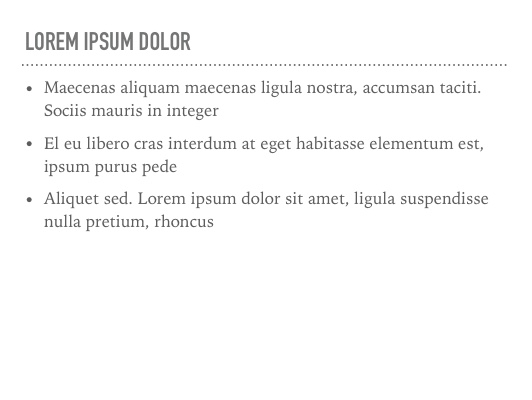 LOREM IPSUM DOLOR
• Maecenas aliquam maecenas ligula nostra, accumsan taciti.
Sociis mauris in integer
• El eu libero cras interdum at eget habitasse elementum est,
ipsum purus pede
• Aliquet sed. Lorem ipsum dolor sit amet, ligula suspendisse
nulla pretium, rhoncus